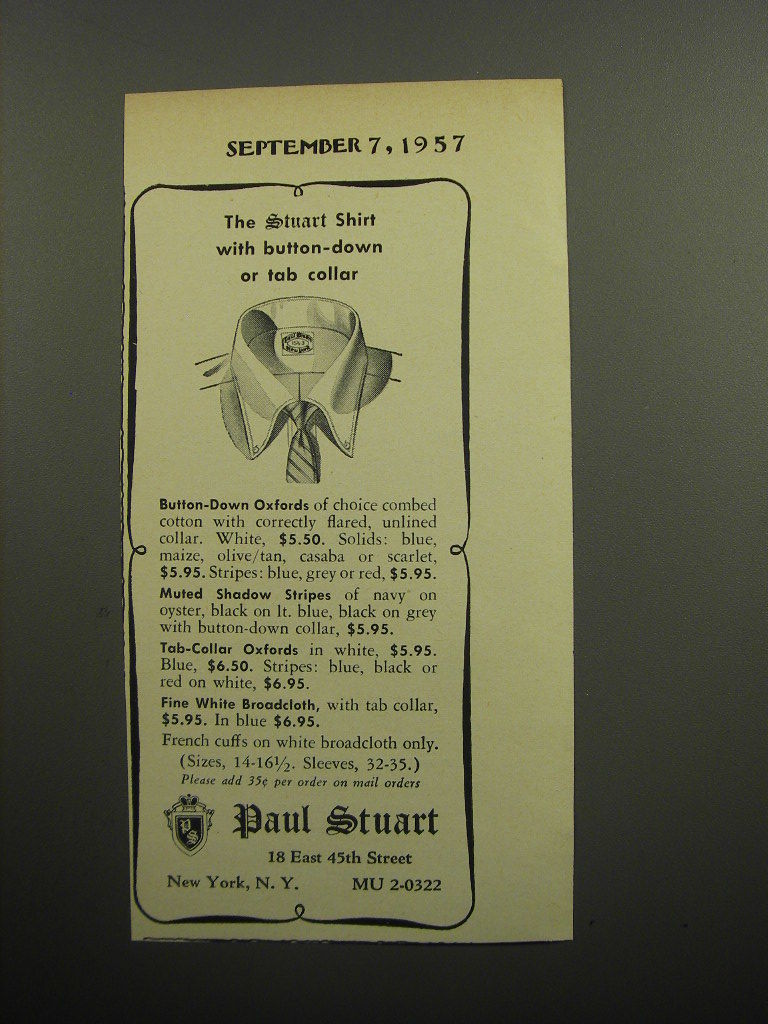 SEPTEMBER 7, 1957
The Stuart Shirt
with button-down
or tab collar
Button-Down Oxfords of choice combed
cotton with correctly flared, unlined
collar. White, $5.50. Solids: blue,
maize, olive/tan, casaba or scarlet,
$5.95. Stripes: blue, grey or red, $5.95.
Muted Shadow Stripes of navy on
oyster, black on lt. blue, black on grey
with button-down collar, $5.95.
Tab-Collar Oxfords in white, $5.95.
Blue, $6.50. Stripes: blue, black or
red on white, $6.95.
Fine White Broadcloth, with tab collar,
$5.95. In blue $6.95.
French cuffs on white broadcloth only.
(Sizes, 14-16½. Sleeves, 32-35.)
Please add 35¢ per order on mail orders
PS
Paul Stuart
18 East 45th Street
New York, N. Y. MU 2-0322